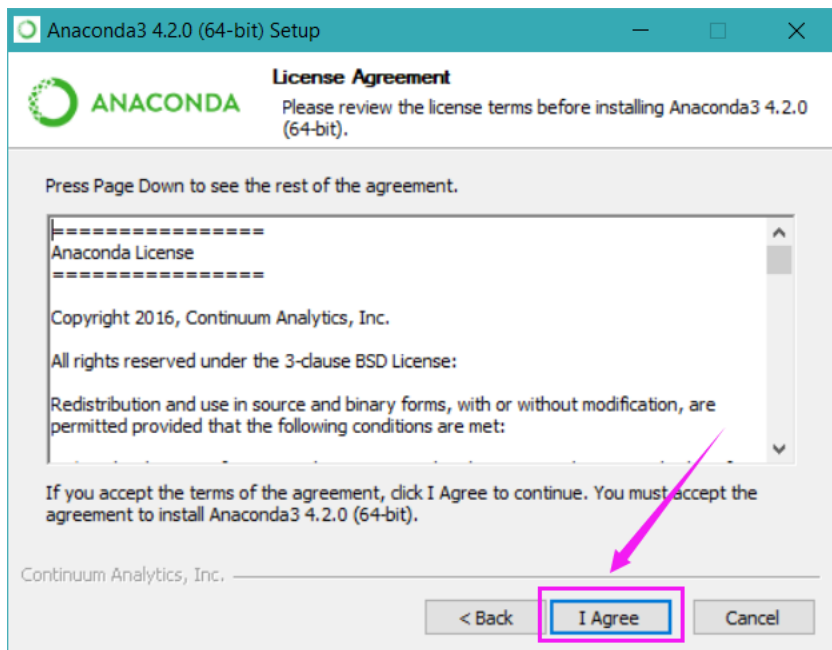 Anaconda3 4.2.0 (64-bit) Setup
ANACONDA
License Agreement
Please review the license terms before installing Anaconda3 4.2.0
(64-bit).
Press Page Down to see the rest of the agreement.
================
Anaconda License
================
Copyright 2016, Continuum Analytics, Inc.
All rights reserved under the 3-clause BSD License:
Redistribution and use in source and binary forms, with or without modification, are
permitted provided that the following conditions are met:
If you accept the terms of the agreement, click I Agree to continue. You must accept the
agreement to install Anaconda3 4.2.0 (64-bit).
Continuum Analytics, Inc.
< Back
I Agree
Cancel